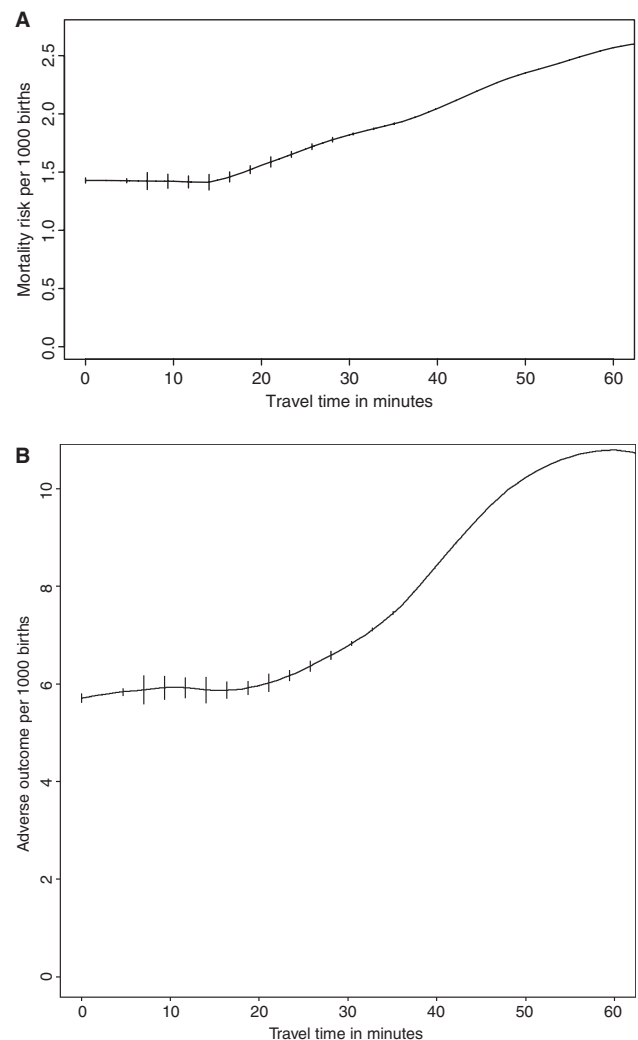 A
Mortality risk per 1000 births
2.5
2.0
1.5
1.0
0.5
0.0
0 10 20 30 40 50 60
Travel time in minutes
B
Adverse outcome per 1000 births
10
8
6
4
2
0
0 10 20 30 40 50 60
Travel time in minutes